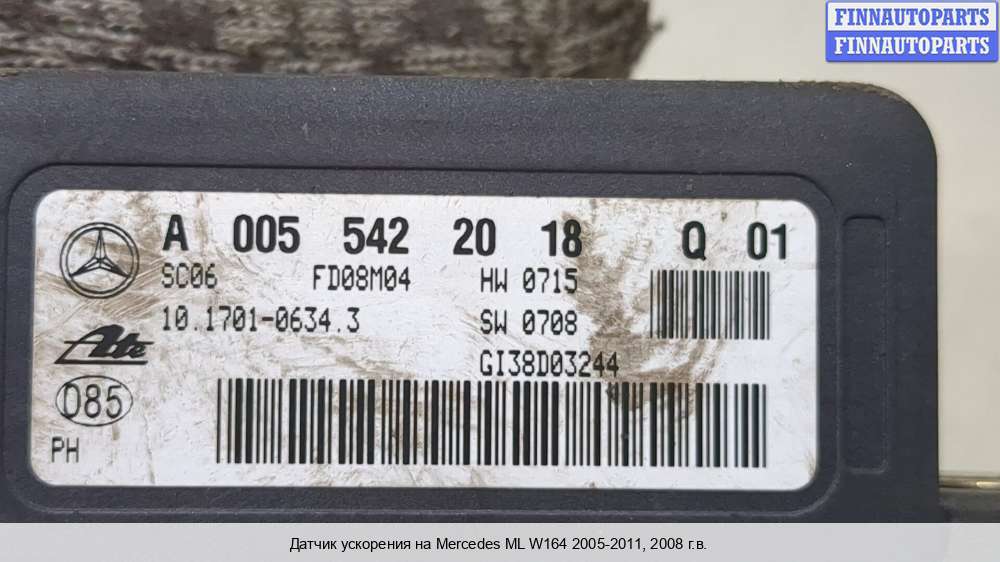 FINNAUTOPARTS
FINNAUTOPARTS
A 005 542 20 18 Q 01
SC06 FD08M04 HW 0715
10.1701-0634.3 SW 0708
Ate GI38D03244
D85
PH
Датчик ускорения на Mercedes ML W164 2005-2011, 2008 г.в.